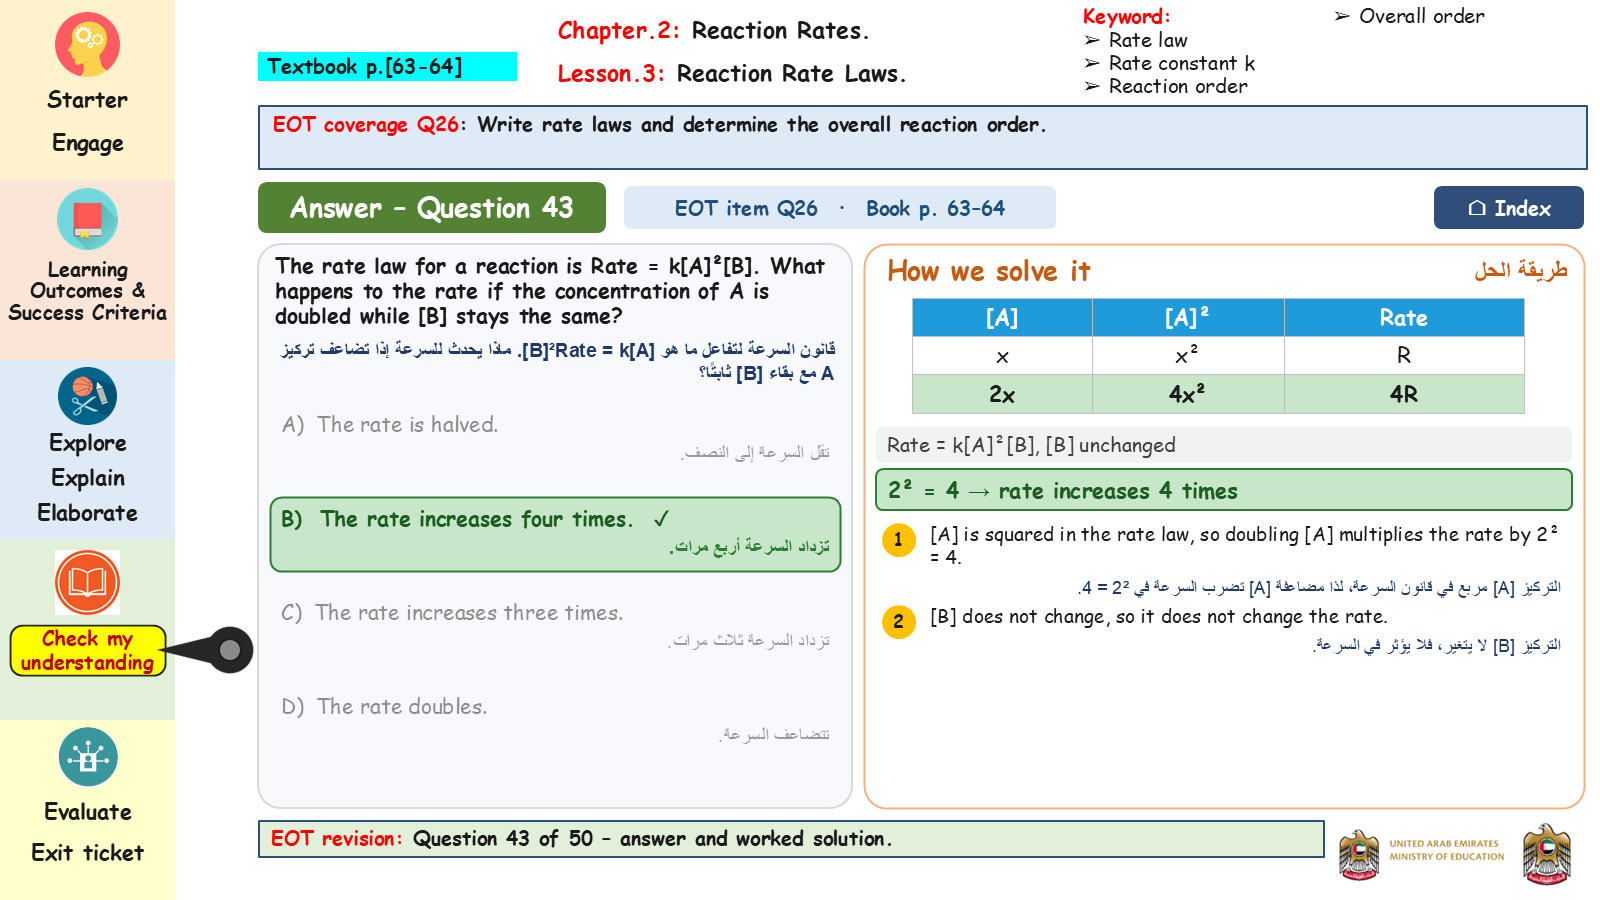 Starter
Engage
Learning
Outcomes &
Success Criteria
Explore
Explain
Elaborate
Check my
understanding
Evaluate
Exit ticket
Textbook p.[63-64]
Chapter.2: Reaction Rates.
Lesson.3: Reaction Rate Laws.
Keyword:
➢ Rate law
➢ Rate constant k
➢ Reaction order
➢ Overall order
EOT coverage Q26: Write rate laws and determine the overall reaction order.
Answer – Question 43
EOT item Q26 · Book p. 63–64
☖ Index
The rate law for a reaction is Rate = k[A]²[B]. What
happens to the rate if the concentration of A is
doubled while [B] stays the same?
قانون السرعة لتفاعل ما هو Rate = k[A]²[B]. ماذا يحدث للسرعة إذا تضاعف تركيز
A مع بقاء [B] ثابتًا؟
A) The rate is halved.
تقل السرعة إلى النصف.
B) The rate increases four times. ✓
تزداد السرعة أربع مرات.
C) The rate increases three times.
تزداد السرعة ثلاث مرات.
D) The rate doubles.
تتضاعف السرعة.
How we solve it
طريقة الحل
[A] [A]² Rate
x x² R
2x 4x² 4R
Rate = k[A]²[B], [B] unchanged
2² = 4 → rate increases 4 times
1 [A] is squared in the rate law, so doubling [A] multiplies the rate by 2²
= 4.
التركيز [A] مربع في قانون السرعة، لذا مضاعفة [A] تضرب السرعة في 2² = 4.
2 [B] does not change, so it does not change the rate.
التركيز [B] لا يتغير، فلا يؤثر في السرعة.
EOT revision: Question 43 of 50 – answer and worked solution.
UNITED ARAB EMIRATES
MINISTRY OF EDUCATION